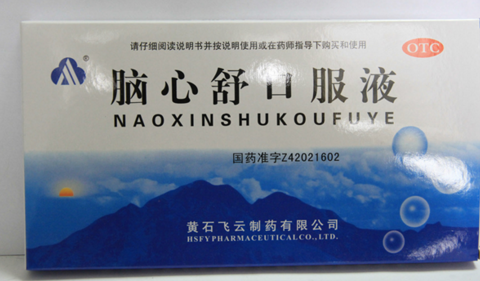 请仔细阅读说明书并按说明使用或在药师指导下购买和使用
OTC
®
脑心舒口服液
NAOXINSHUKOUFUYE
国药准字Z42021602
黄石飞云制药有限公司
HSFYPHARMACEUTICALCO.,LTD.